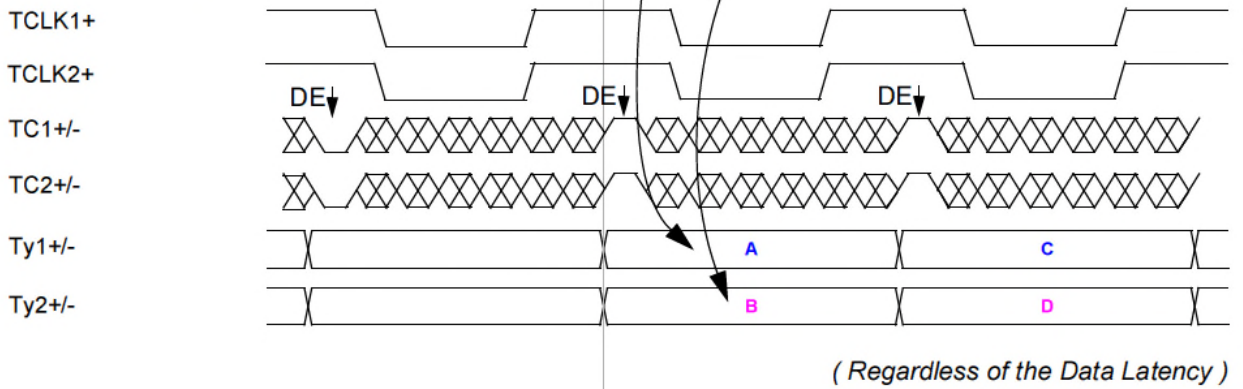 TCLK1+
TCLK2+
DE DE DE
TC1+/-
TC2+/-
Ty1+/- A C
Ty2+/- B D
( Regardless of the Data Latency )